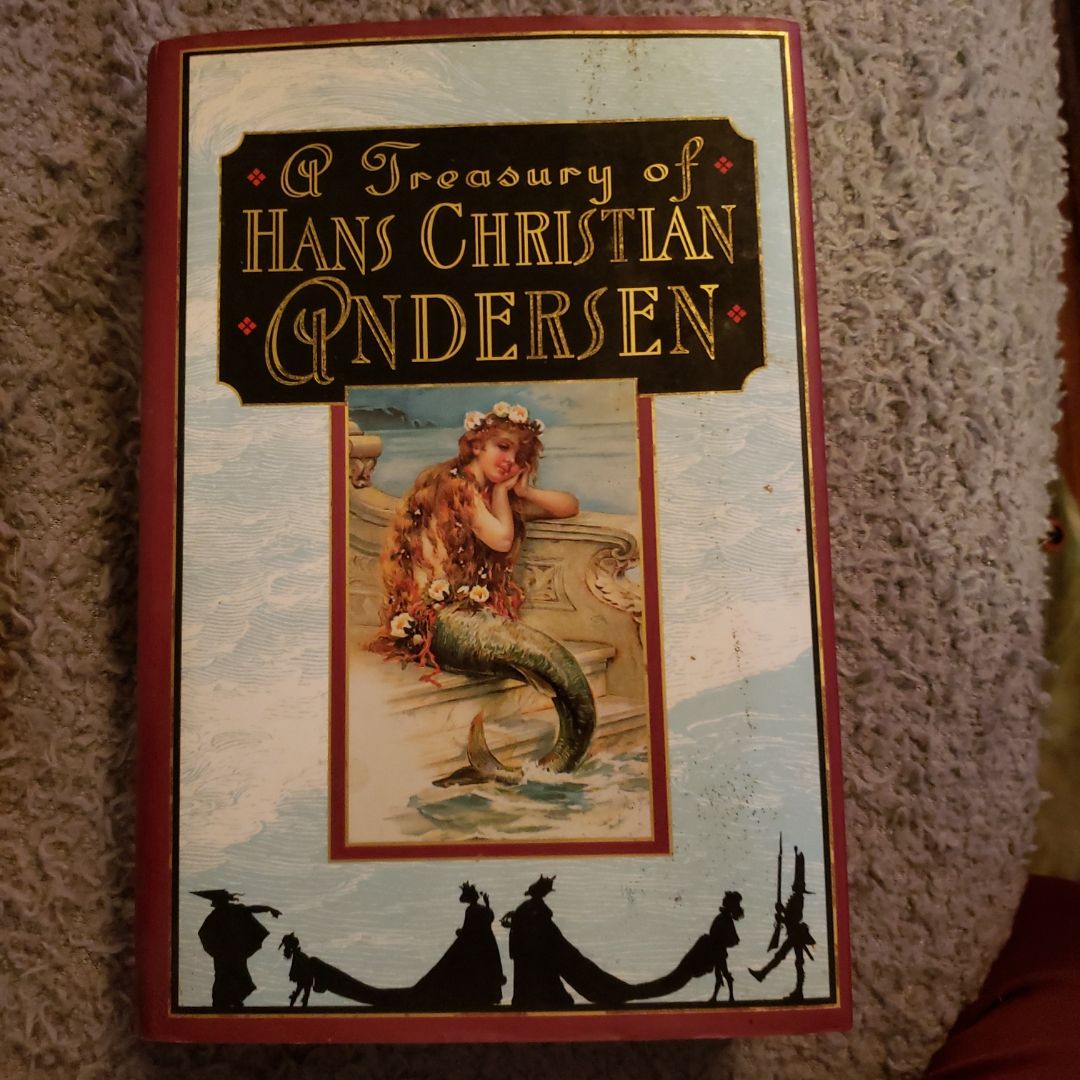 A Treasury of
HANS CHRISTIAN
ANDERSEN